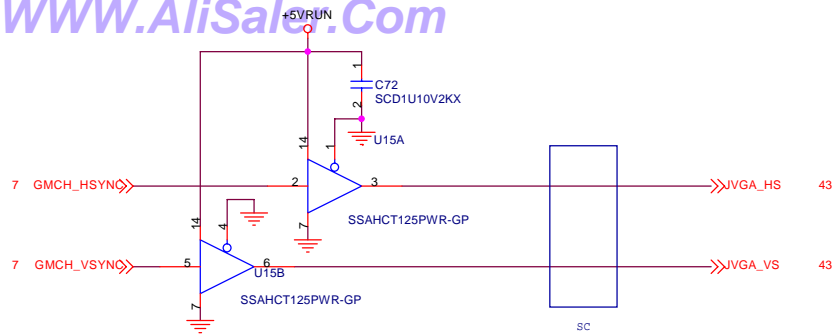 WWW.AliSaler.Com
+5VRUN
1
C72
SCD1U10V2KX
2
14
1
U15A
7 GMCH_HSYNC
2
3
JVGA_HS 43
7
SSAHCT125PWR-GP
14
4
7 GMCH_VSYNC
5
6
JVGA_VS 43
U15B
7
SSAHCT125PWR-GP
SC